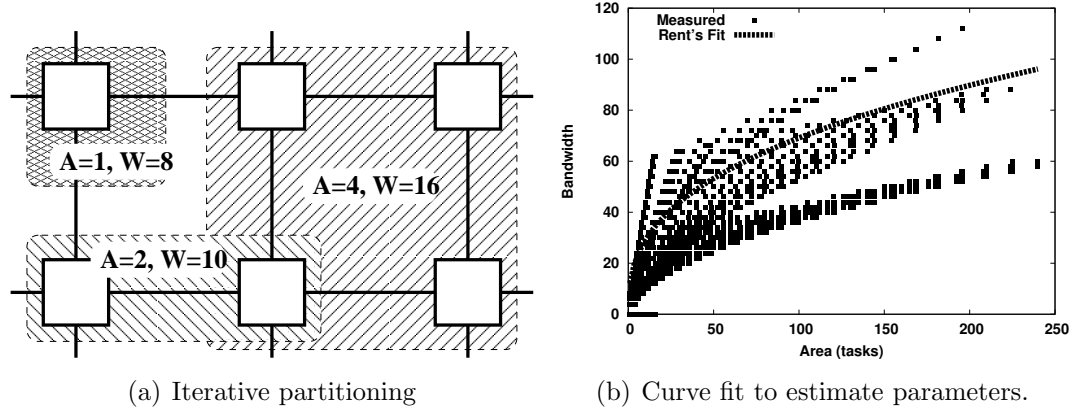 A=1, W=8
A=4, W=16
A=2, W=10
(a) Iterative partitioning
120
100
80
60
40
20
0
Bandwidth
Measured
Rent's Fit
0 50 100 150 200 250
Area (tasks)
(b) Curve fit to estimate parameters.